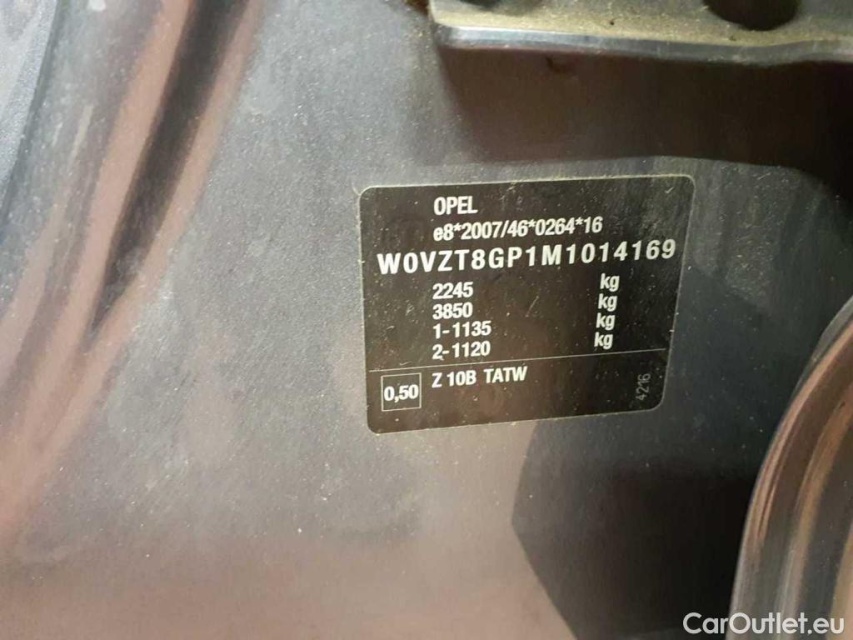 OPEL
e8*2007/46*0264*16
W0VZT8GP1M1014169
2245 kg
3850 kg
1-1135 kg
2-1120 kg
0,50 Z 10B TATW
4216
CarOutlet.eu